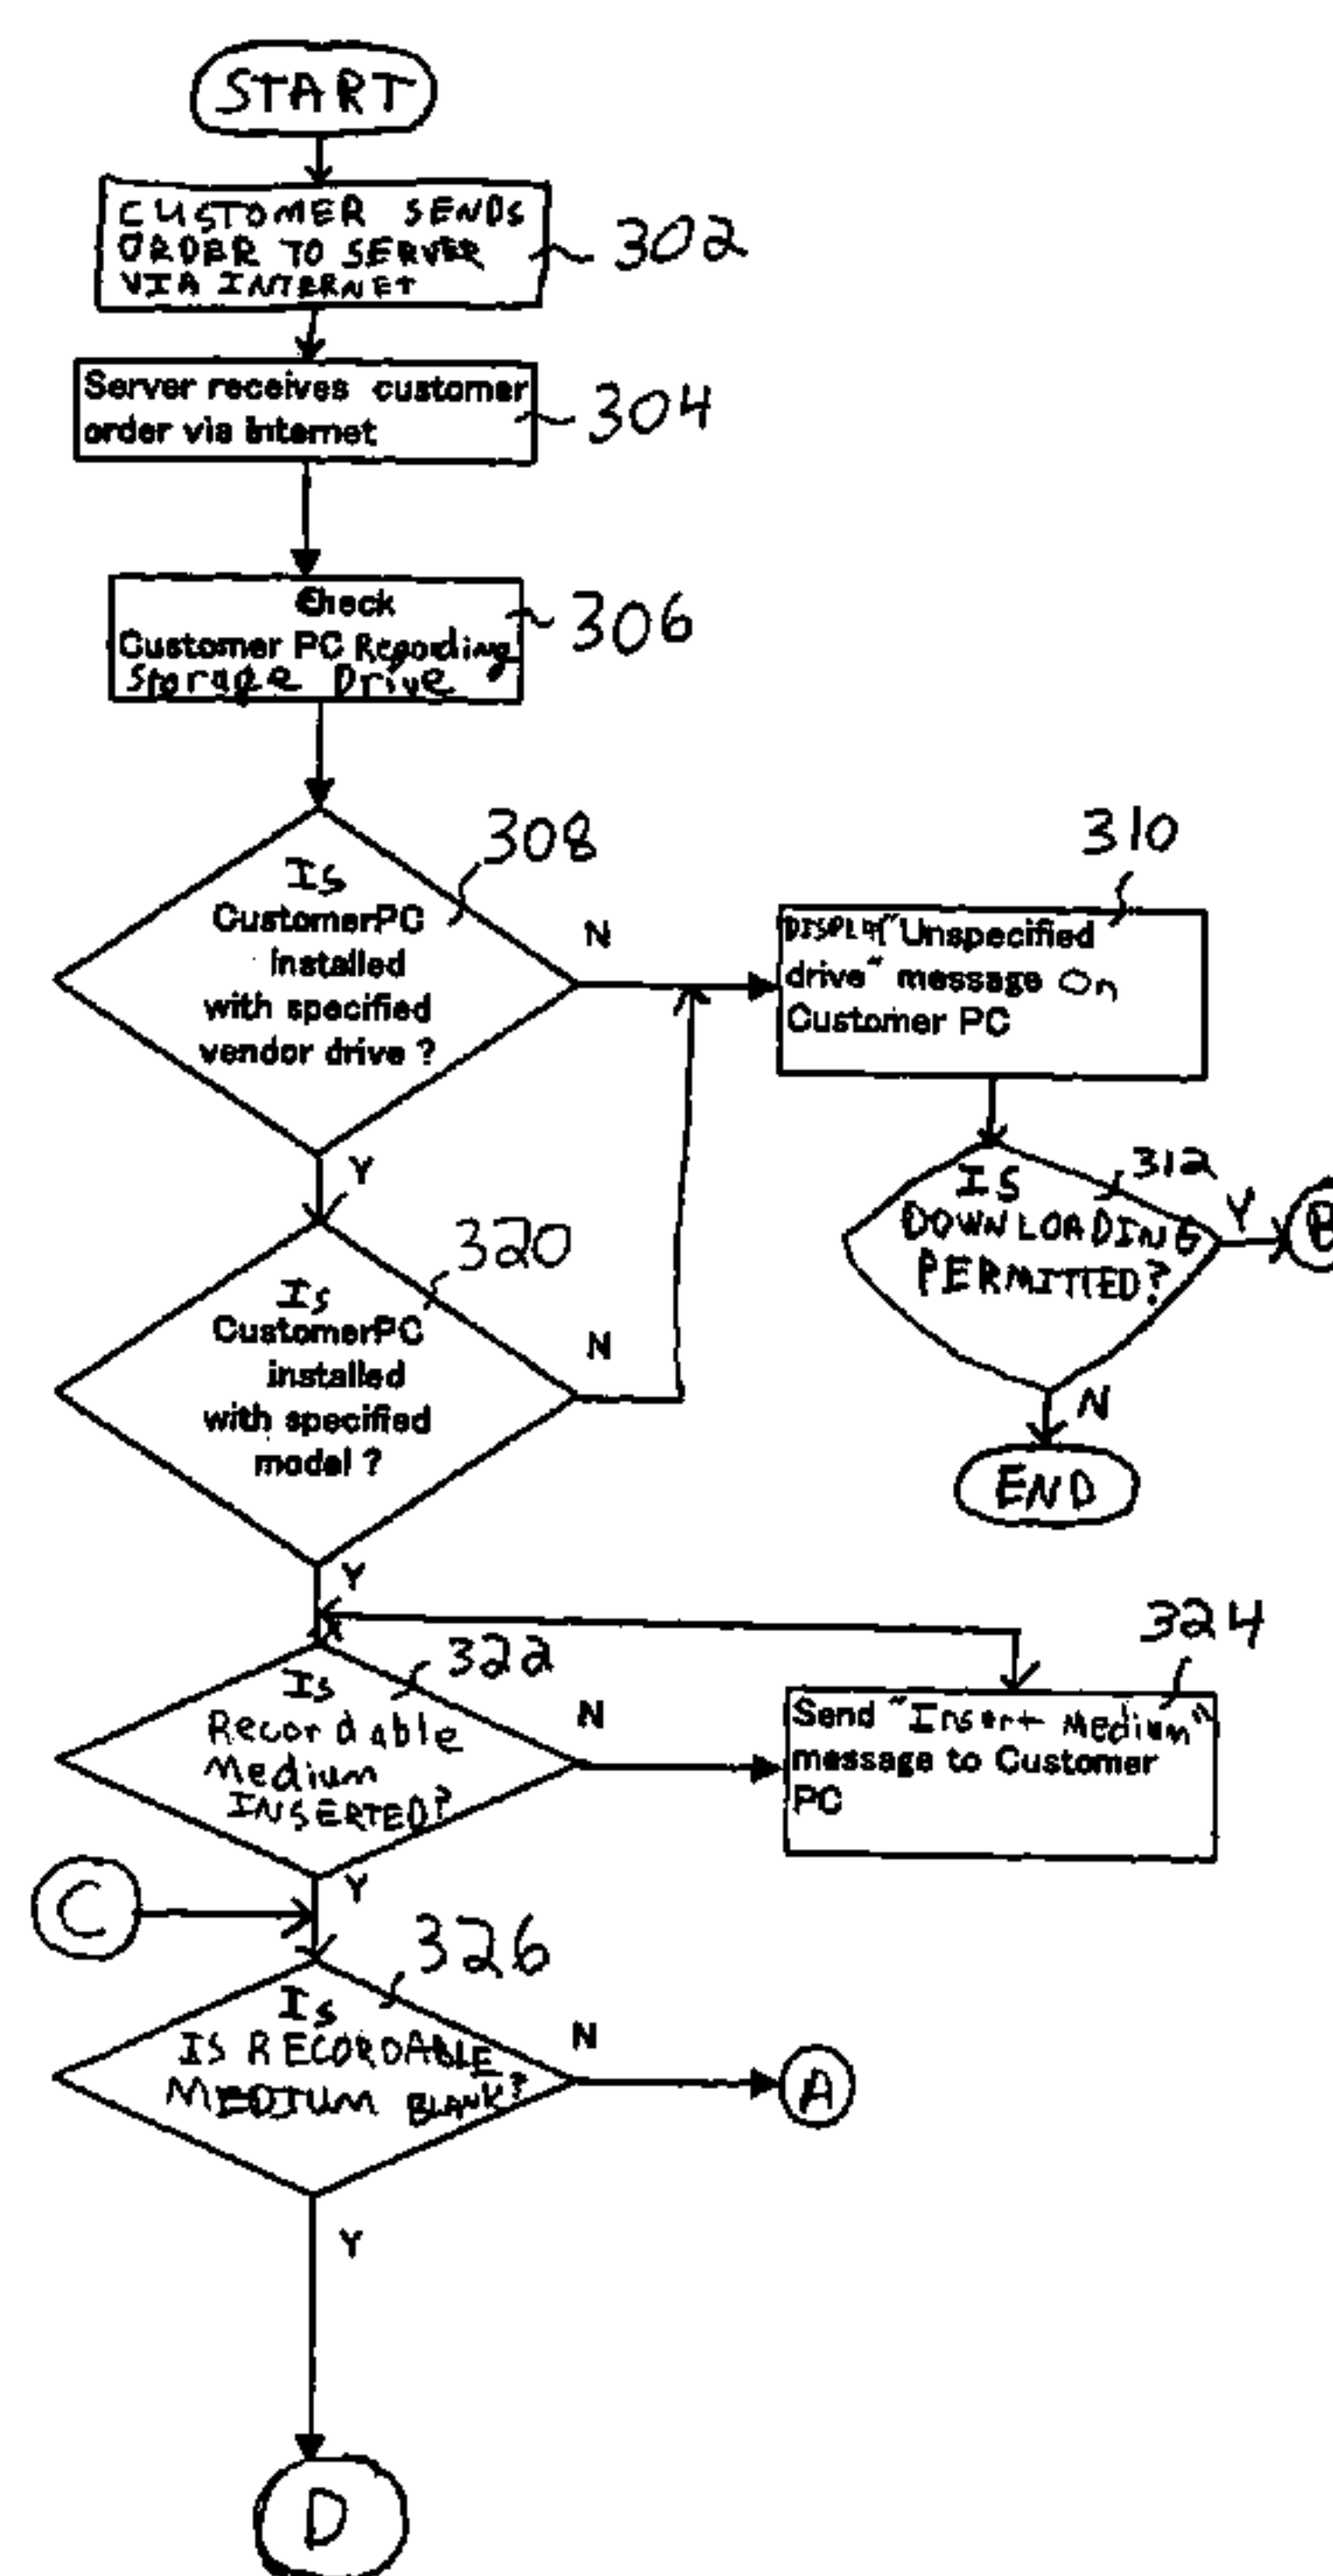 START
CUSTOMER SENDS
ORDER TO SERVER
VIA INTERNET
302
Server receives customer
order via internet
304
Check
Customer PC Recording
Storage Drive
306
Is
CustomerPC
installed
with specified
vendor drive ?
308
N
Y
310
"Unspecified
drive" message On
Customer PC
IS
DOWNLOADING
PERMITTED?
312
Y
B
N
END
Is
CustomerPC
installed
with specified
model ?
320
N
Y
Is
Recordable
Medium
INSERTED?
322
N
Y
324
Send "Insert Medium"
message to Customer
PC
C
Is
IS RECORDABLE
MEDIUM BLANK?
326
N
A
Y
D